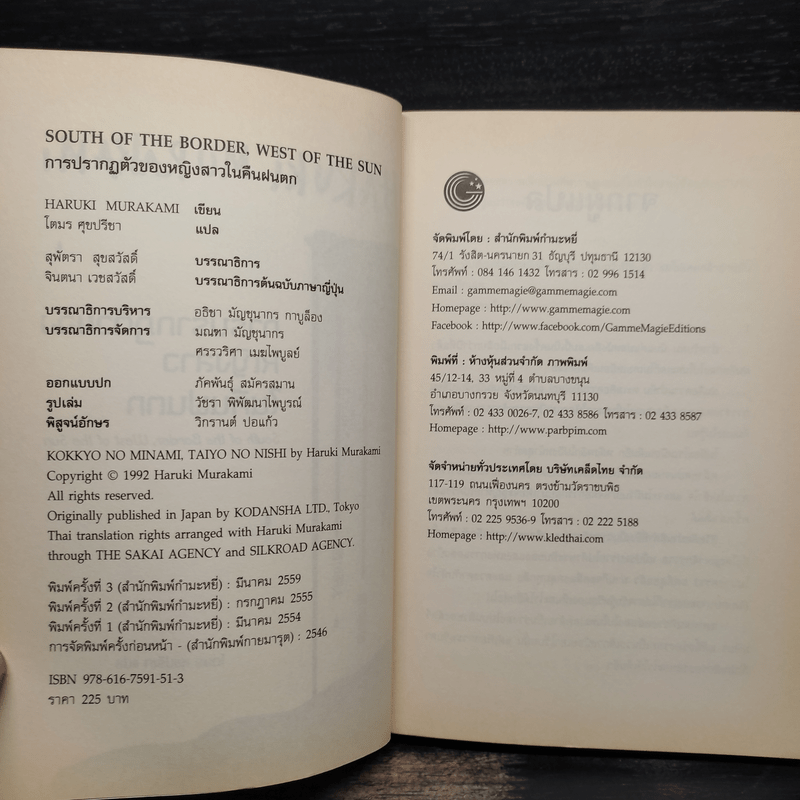 SOUTH OF THE BORDER, WEST OF THE SUN
การปรากฏตัวของหญิงสาวในคืนฝนตก
HARUKI MURAKAMI เขียน
โตมร ศุขปรีชา แปล
สุพัตรา สุขสวัสดิ์ บรรณาธิการ
จินตนา เวชสวัสดิ์ บรรณาธิการต้นฉบับภาษาญี่ปุ่น
บรรณาธิการบริหาร อธิชา มัญชุนากร กาบูล็อง
บรรณาธิการจัดการ มณฑา มัญชุนากร
ศรรวริศา เมฆไพบูลย์
ออกแบบปก ภัคพันธุ์ สมัครสมาน
รูปเล่ม วัชรา พิพัฒนาไพบูรณ์
พิสูจน์อักษร วิกรานต์ ปอแก้ว
KOKKYO NO MINAMI, TAIYO NO NISHI by Haruki Murakami
Copyright © 1992 Haruki Murakami
All rights reserved.
Originally published in Japan by KODANSHA LTD., Tokyo
Thai translation rights arranged with Haruki Murakami
through THE SAKAI AGENCY and SILKROAD AGENCY.
พิมพ์ครั้งที่ 3 (สำนักพิมพ์กำมะหยี่) : มีนาคม 2559
พิมพ์ครั้งที่ 2 (สำนักพิมพ์กำมะหยี่) : กรกฎาคม 2555
พิมพ์ครั้งที่ 1 (สำนักพิมพ์กำมะหยี่) : มีนาคม 2554
การจัดพิมพ์ครั้งก่อนหน้า - (สำนักพิมพ์กายมารุต) : 2546
ISBN 978-616-7591-51-3
ราคา 225 บาท
จัดพิมพ์โดย : สำนักพิมพ์กำมะหยี่
74/1 รังสิต-นครนายก 31 ธัญบุรี ปทุมธานี 12130
โทรศัพท์ : 084 146 1432 โทรสาร : 02 996 1514
Email : gammemagie@gammemagie.com
Homepage : http://www.gammemagie.com
Facebook : http://www.facebook.com/GammeMagieEditions
พิมพ์ที่ : ห้างหุ้นส่วนจำกัด ภาพพิมพ์
45/12-14, 33 หมู่ที่ 4 ตำบลบางขนุน
อำเภอบางกรวย จังหวัดนนทบุรี 11130
โทรศัพท์ : 02 433 0026-7, 02 433 8586 โทรสาร : 02 433 8587
Homepage : http://www.parbpim.com
จัดจำหน่ายทั่วประเทศโดย บริษัทเคล็ดไทย จำกัด
117-119 ถนนเฟื่องนคร ตรงข้ามวัดราชบพิธ
เขตพระนคร กรุงเทพฯ 10200
โทรศัพท์ : 02 225 9536-9 โทรสาร : 02 222 5188
Homepage : http://www.kledthai.com